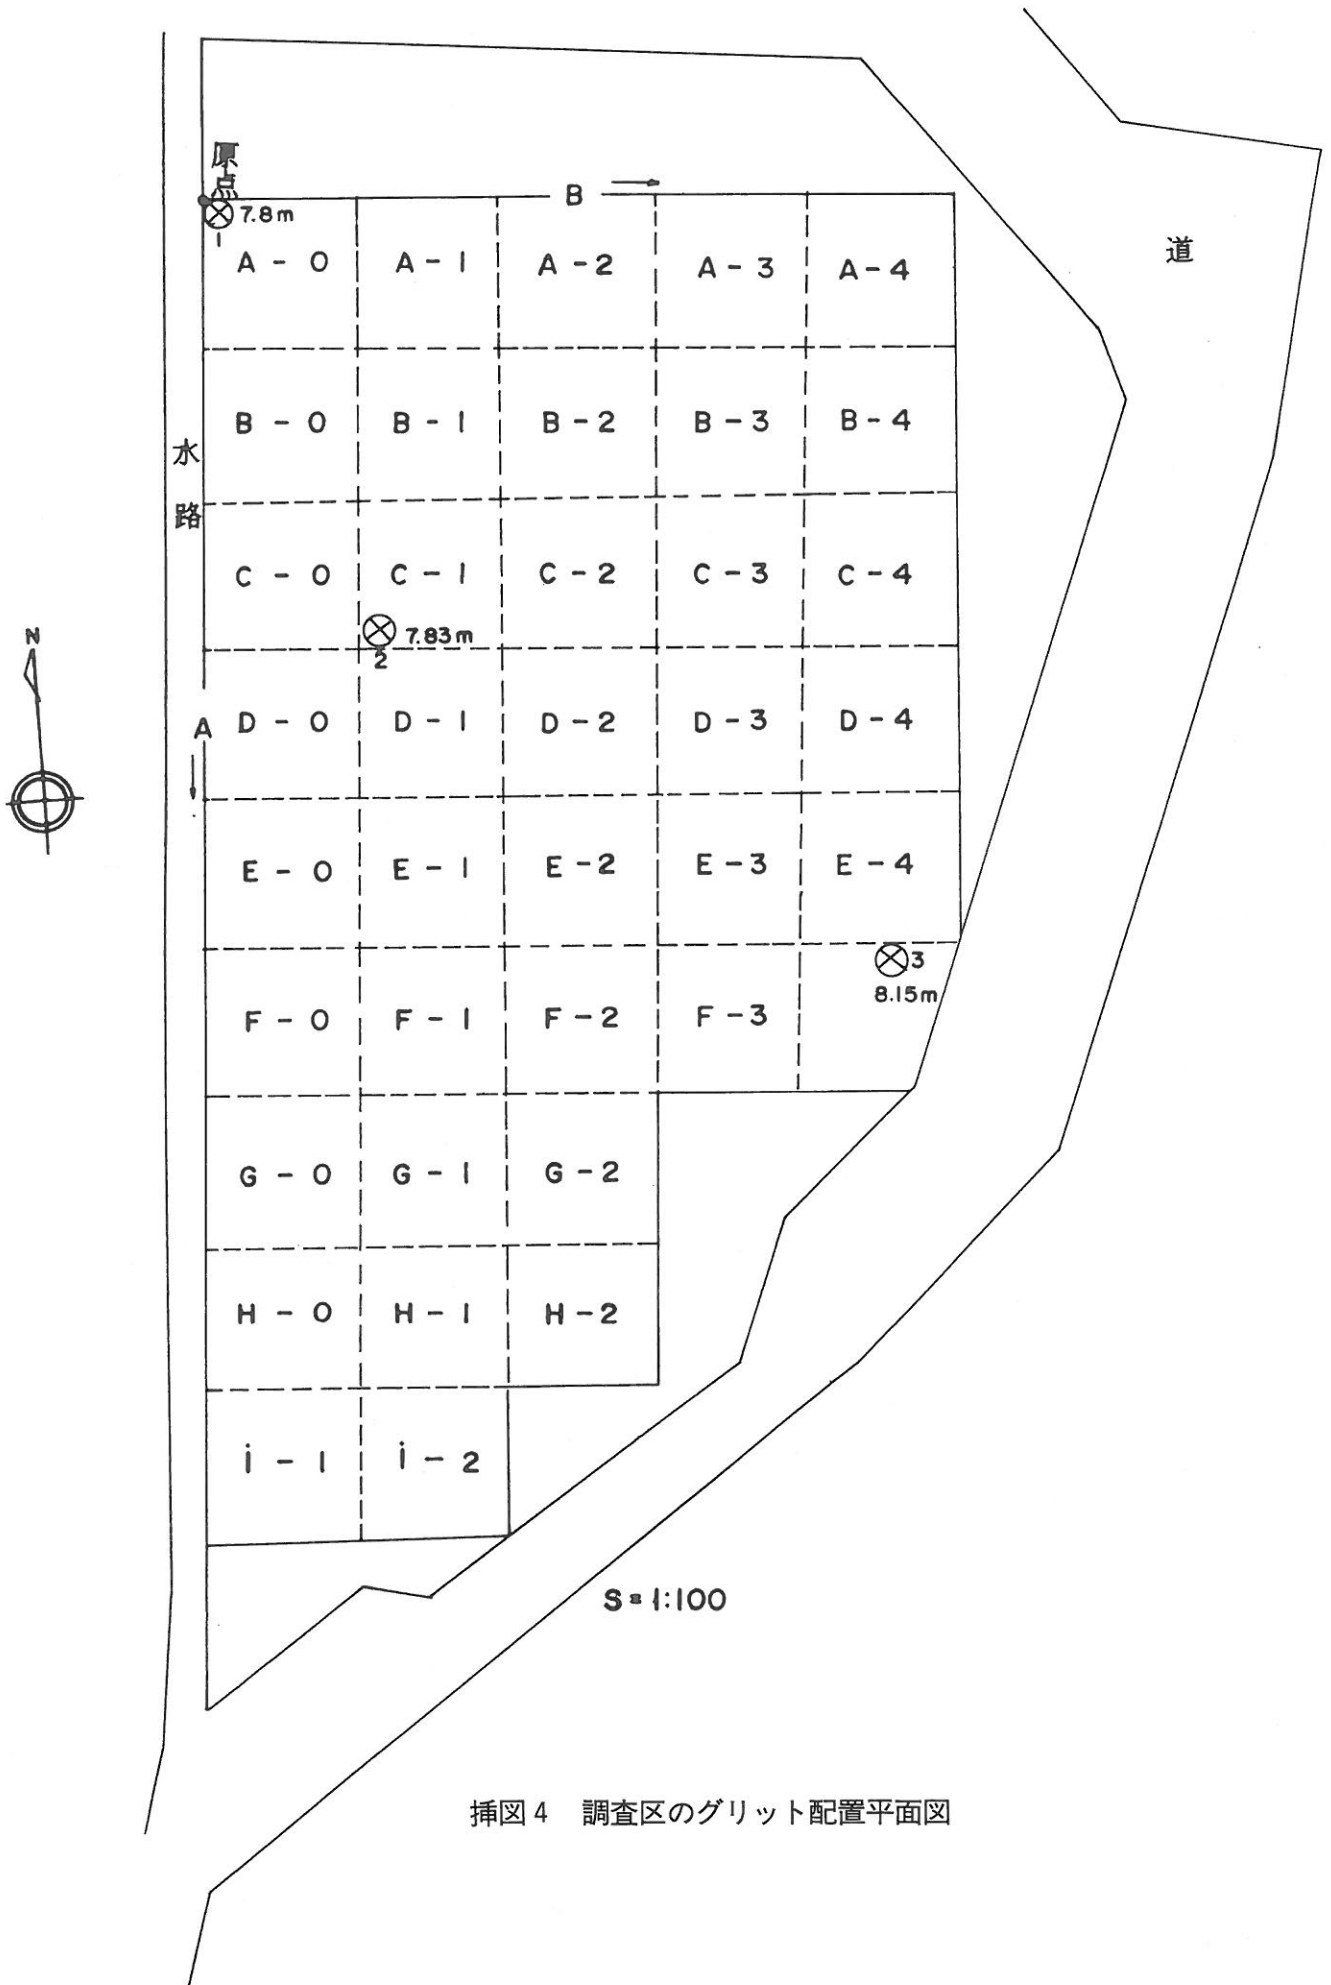 原点
B
7.8m
1
A - 0 A - 1 A - 2 A - 3 A - 4
道
B - 0 B - 1 B - 2 B - 3 B - 4
水路
C - 0 C - 1 C - 2 C - 3 C - 4
7.83m
2
N
A
D - 0 D - 1 D - 2 D - 3 D - 4
E - 0 E - 1 E - 2 E - 3 E - 4
3
8.15m
F - 0 F - 1 F - 2 F - 3
G - 0 G - 1 G - 2
H - 0 H - 1 H - 2
i - 1 i - 2
S = 1:100
挿図4 調査区のグリット配置平面図